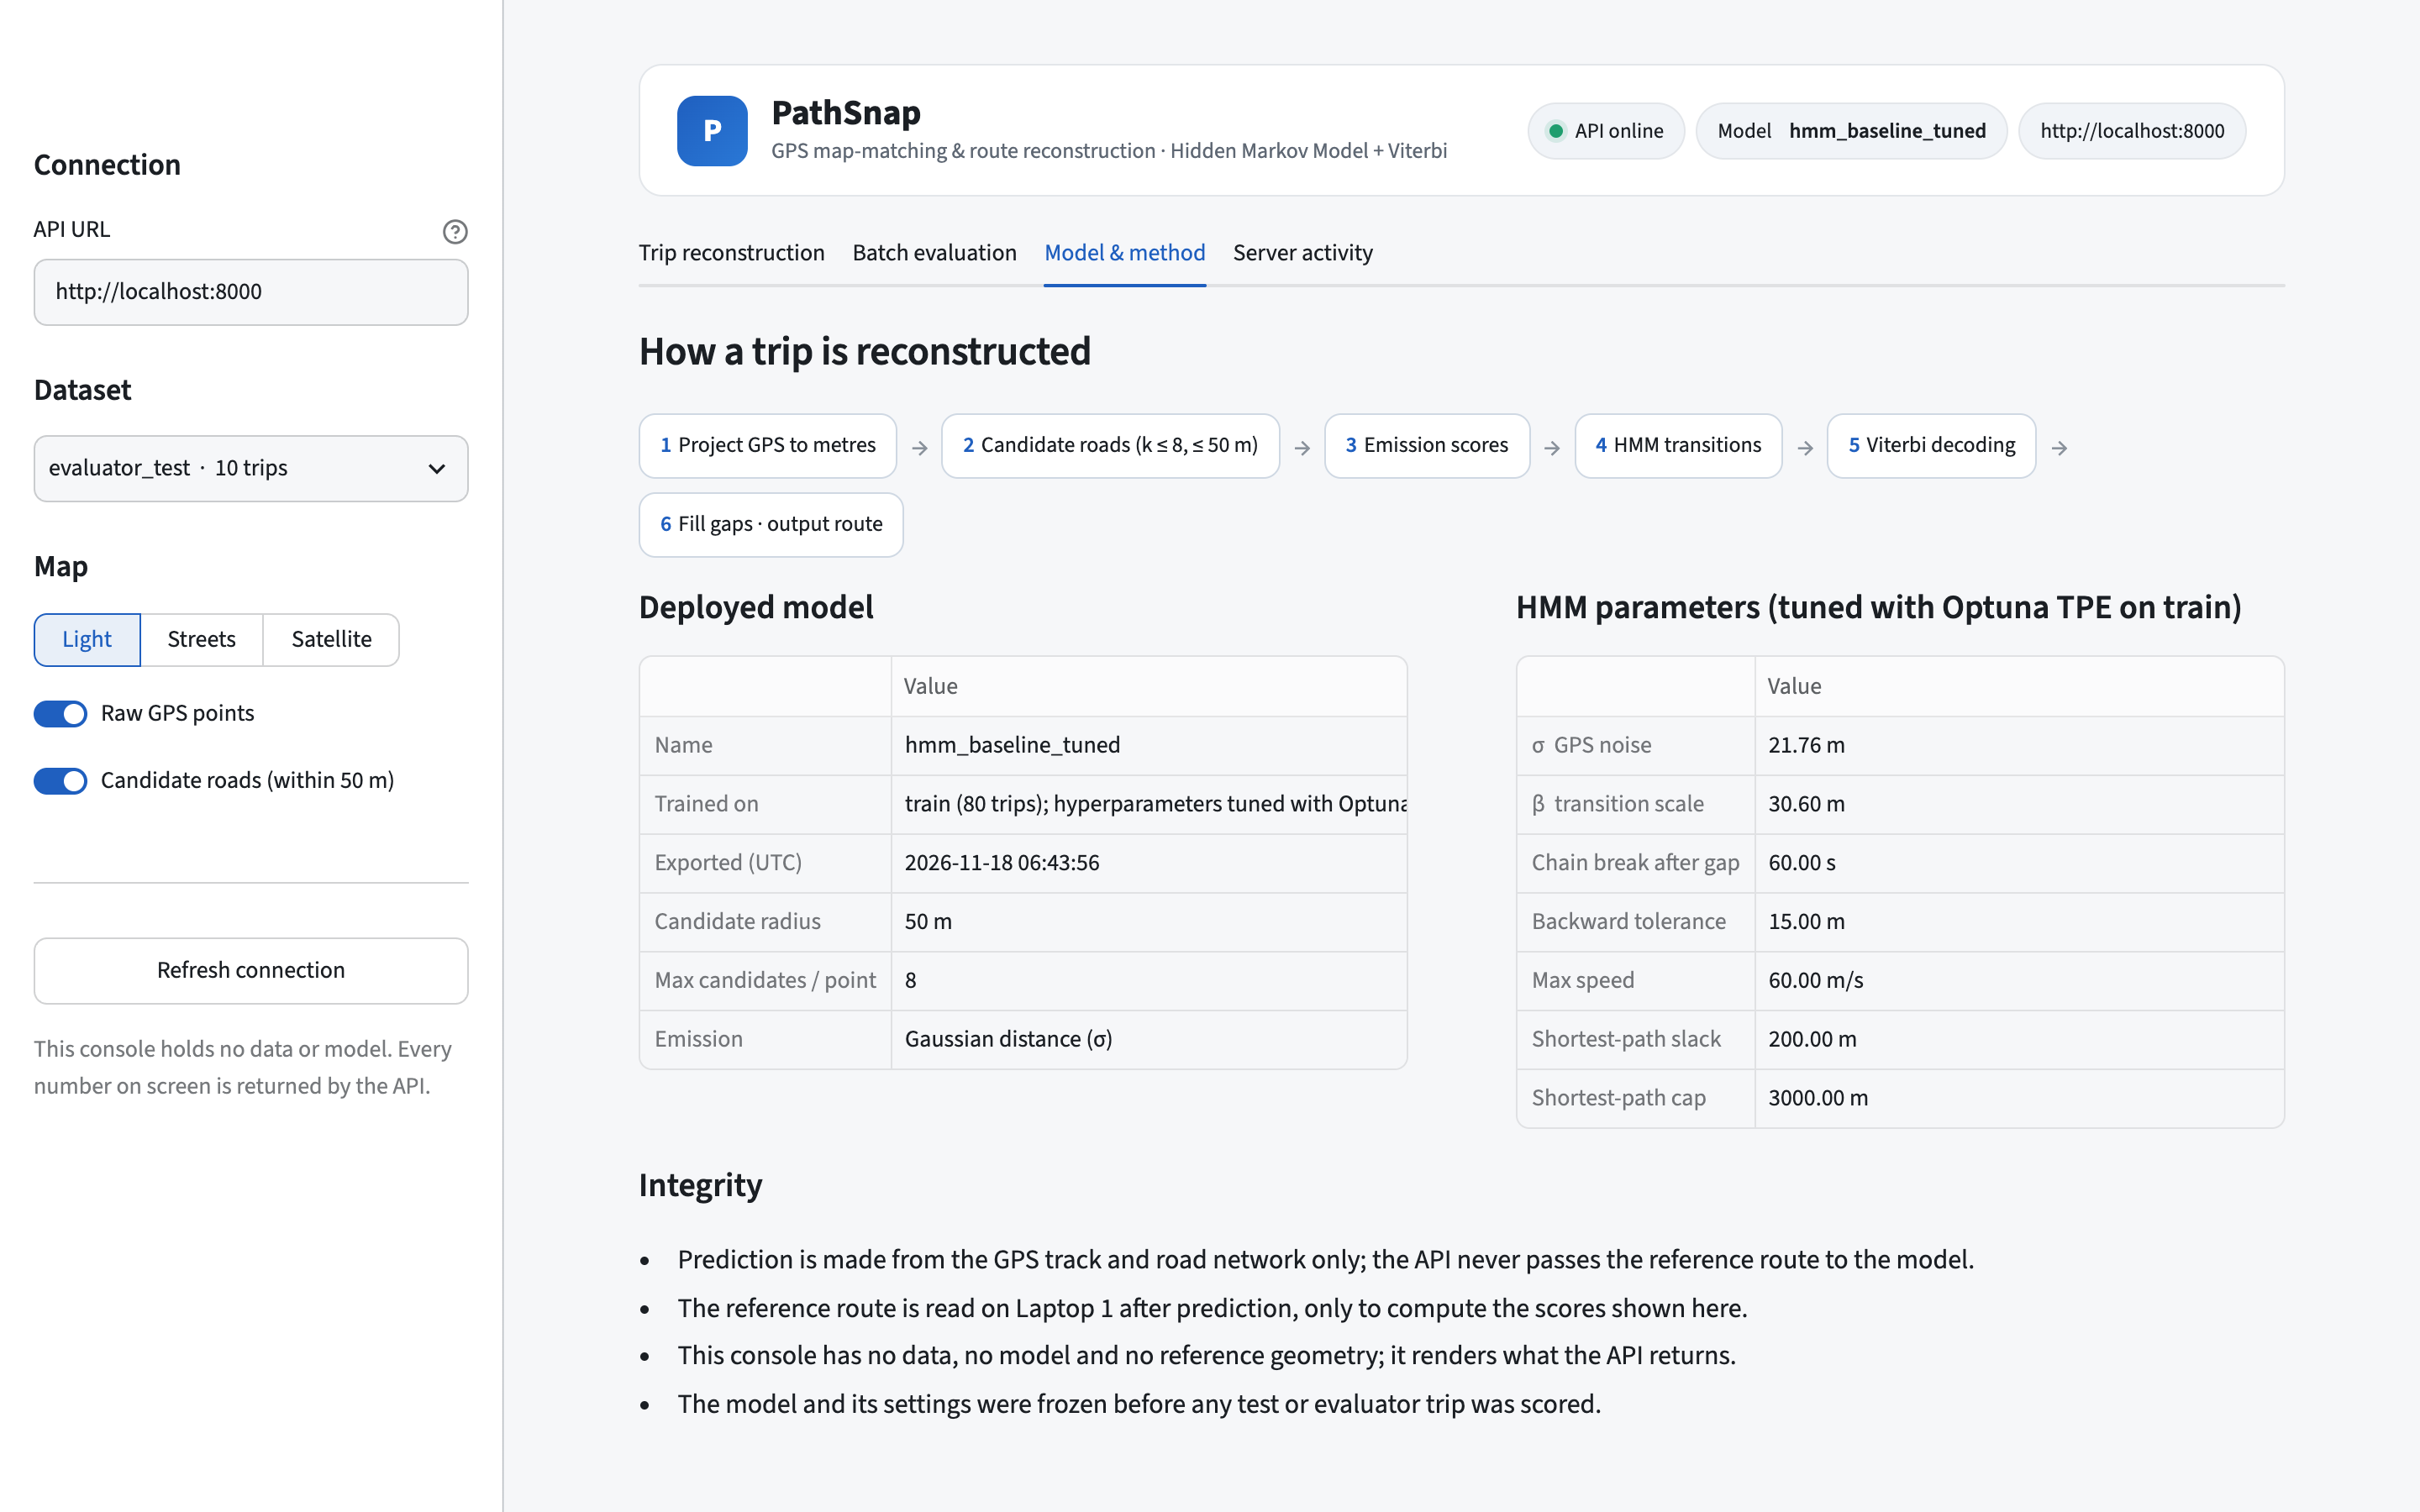 Connection
API URL
http://localhost:8000
Dataset
evaluator_test · 10 trips
Map
Light Streets Satellite
Raw GPS points
Candidate roads (within 50 m)
Refresh connection
This console holds no data or model. Every
number on screen is returned by the API.
P
PathSnap
GPS map-matching & route reconstruction · Hidden Markov Model + Viterbi
API online
Model hmm_baseline_tuned
http://localhost:8000
Trip reconstruction Batch evaluation Model & method Server activity
How a trip is reconstructed
1 Project GPS to metres → 2 Candidate roads (k ≤ 8, ≤ 50 m) → 3 Emission scores → 4 HMM transitions → 5 Viterbi decoding →
6 Fill gaps · output route
Deployed model
Value
Name hmm_baseline_tuned
Trained on train (80 trips); hyperparameters tuned with Optuna
Exported (UTC) 2026-11-18 06:43:56
Candidate radius 50 m
Max candidates / point 8
Emission Gaussian distance (σ)
HMM parameters (tuned with Optuna TPE on train)
Value
σ GPS noise 21.76 m
β transition scale 30.60 m
Chain break after gap 60.00 s
Backward tolerance 15.00 m
Max speed 60.00 m/s
Shortest-path slack 200.00 m
Shortest-path cap 3000.00 m
Integrity
• Prediction is made from the GPS track and road network only; the API never passes the reference route to the model.
• The reference route is read on Laptop 1 after prediction, only to compute the scores shown here.
• This console has no data, no model and no reference geometry; it renders what the API returns.
• The model and its settings were frozen before any test or evaluator trip was scored.